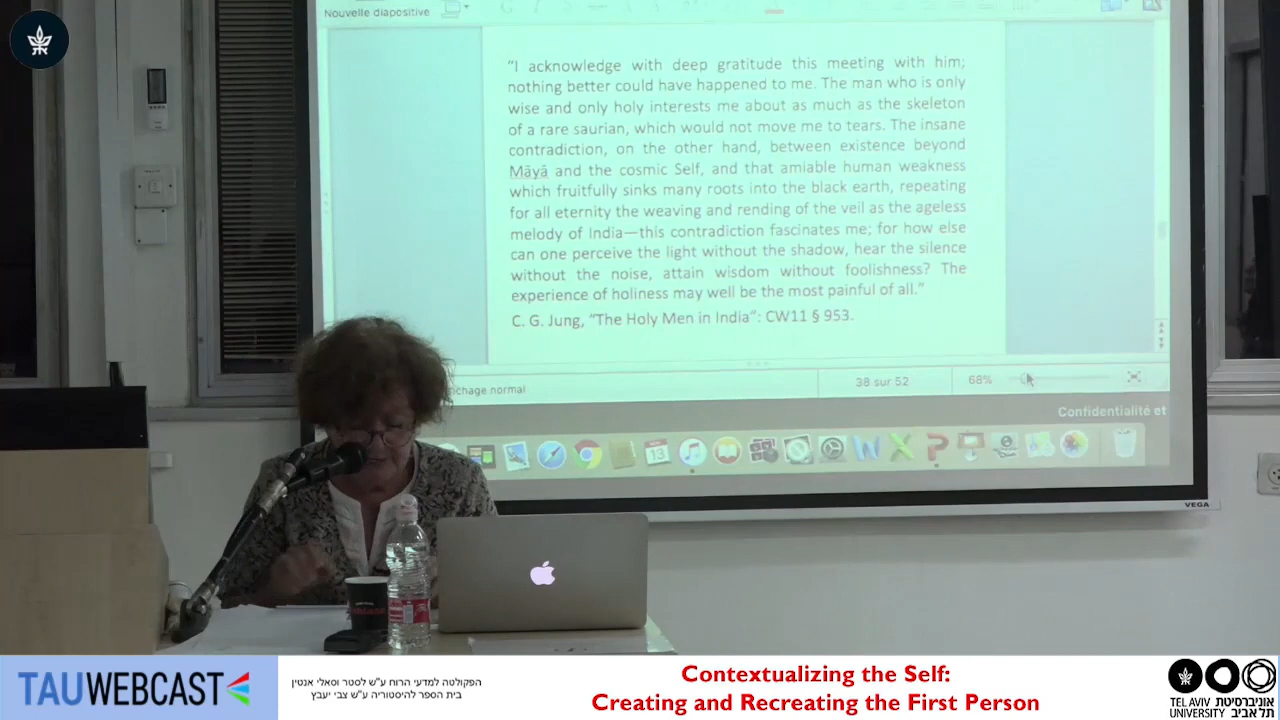 Nouvelle diapositive
“I acknowledge with deep gratitude this meeting with him;
nothing better could have happened to me. The man who is only
wise and only holy interests me about as much as the skeleton
of a rare saurian, which would not move me to tears. The insane
contradiction, on the other hand, between existence beyond
Māyā and the cosmic Self, and that amiable human weakness
which fruitfully sinks many roots into the black earth, repeating
for all eternity the weaving and rending of the veil as the ageless
melody of India—this contradiction fascinates me; for how else
can one perceive the light without the shadow, hear the silence
without the noise, attain wisdom without foolishness? The
experience of holiness may well be the most painful of all.”
C. G. Jung, “The Holy Men in India”: CW11 § 953.
ichage normal
38 sur 52
68%
Confidentialité et
13
VEGA
TAUWEBCAST
הפקולטה למדעי הרוח ע"ש לסטר וסאלי אנטין
בית הספר להיסטוריה ע"ש צבי יעבץ
Contextualizing the Self:
Creating and Recreating the First Person
TEL AVIV אוניברסיטת
UNIVERSITY תל אביב